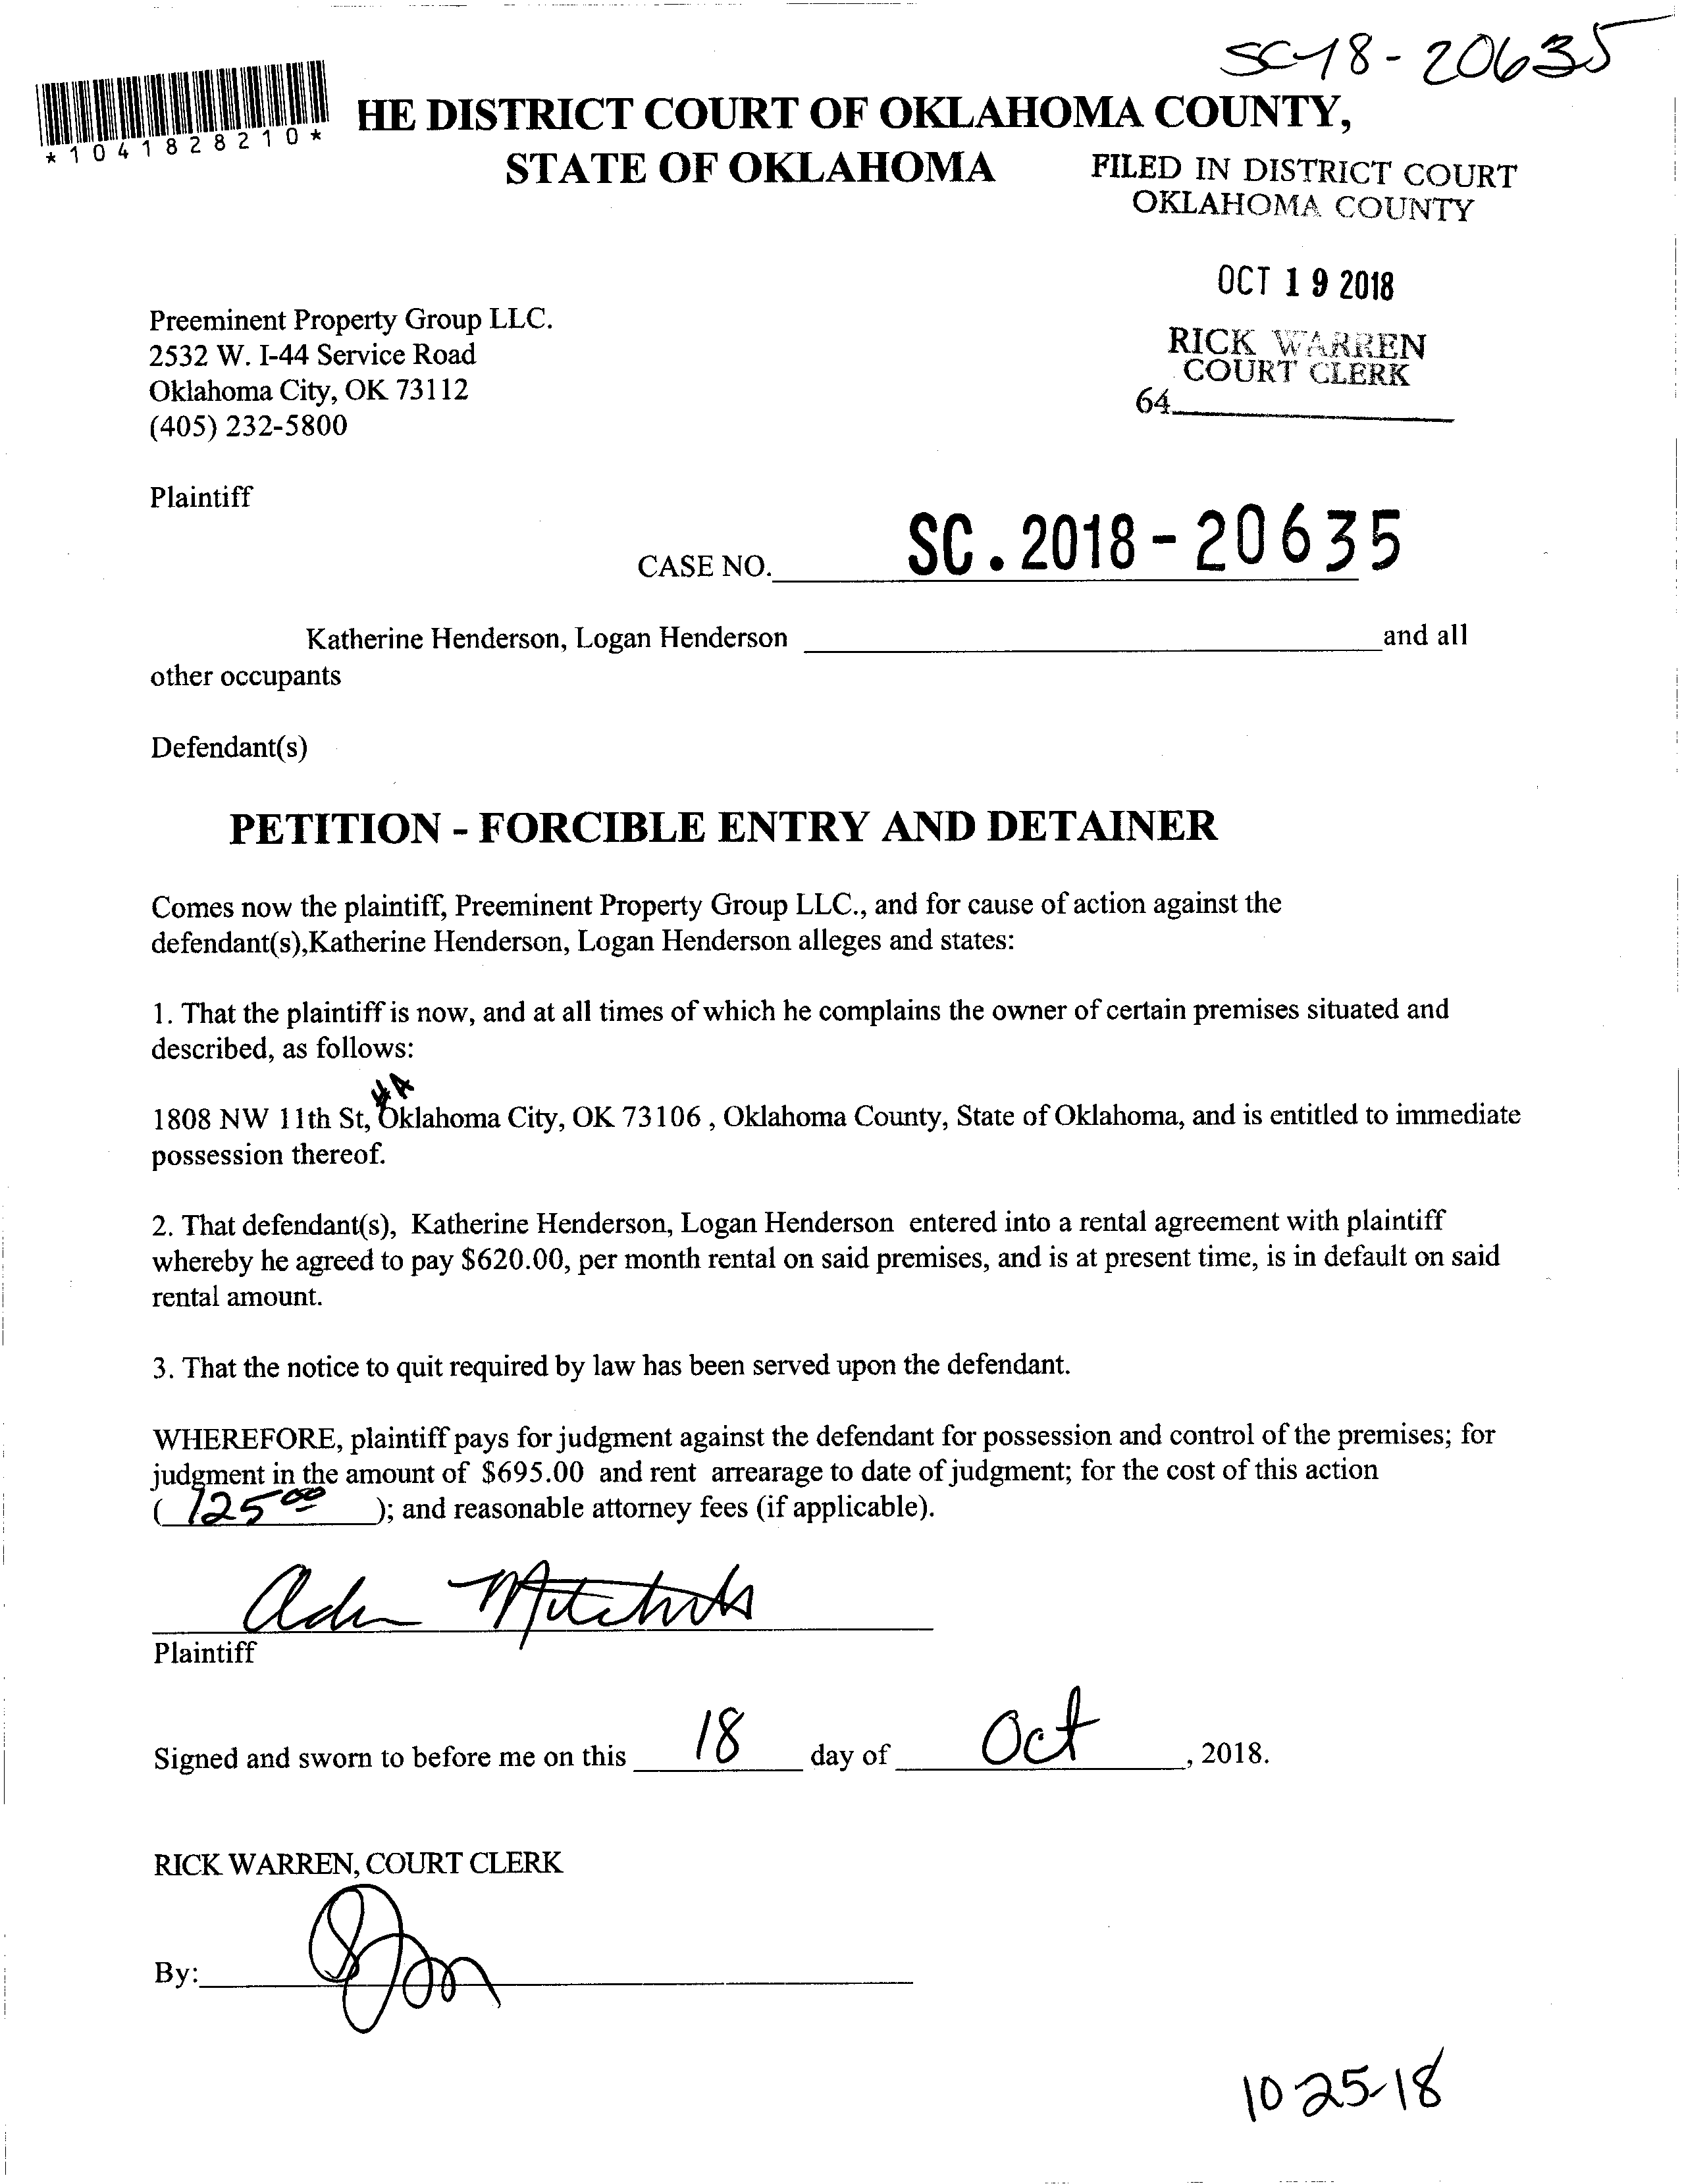 SC-18-20635
*1041828210*
HE DISTRICT COURT OF OKLAHOMA COUNTY,
STATE OF OKLAHOMA
FILED IN DISTRICT COURT
OKLAHOMA COUNTY
OCT 19 2018
RICK WARREN
COURT CLERK
64
Preeminent Property Group LLC.
2532 W. I-44 Service Road
Oklahoma City, OK 73112
(405) 232-5800
Plaintiff
CASE NO. SC.2018-20635
Katherine Henderson, Logan Henderson and all
other occupants
Defendant(s)
PETITION - FORCIBLE ENTRY AND DETAINER
Comes now the plaintiff, Preeminent Property Group LLC., and for cause of action against the
defendant(s),Katherine Henderson, Logan Henderson alleges and states:
1. That the plaintiff is now, and at all times of which he complains the owner of certain premises situated and
described, as follows:
#A
1808 NW 11th St, Oklahoma City, OK 73106 , Oklahoma County, State of Oklahoma, and is entitled to immediate
possession thereof.
2. That defendant(s), Katherine Henderson, Logan Henderson entered into a rental agreement with plaintiff
whereby he agreed to pay $620.00, per month rental on said premises, and is at present time, is in default on said
rental amount.
3. That the notice to quit required by law has been served upon the defendant.
WHEREFORE, plaintiff pays for judgment against the defendant for possession and control of the premises; for
judgment in the amount of $695.00 and rent arrearage to date of judgment; for the cost of this action
( 125 00 ); and reasonable attorney fees (if applicable).
Plaintiff
Signed and sworn to before me on this 18 day of Oct , 2018.
RICK WARREN, COURT CLERK
By:
10-25-18